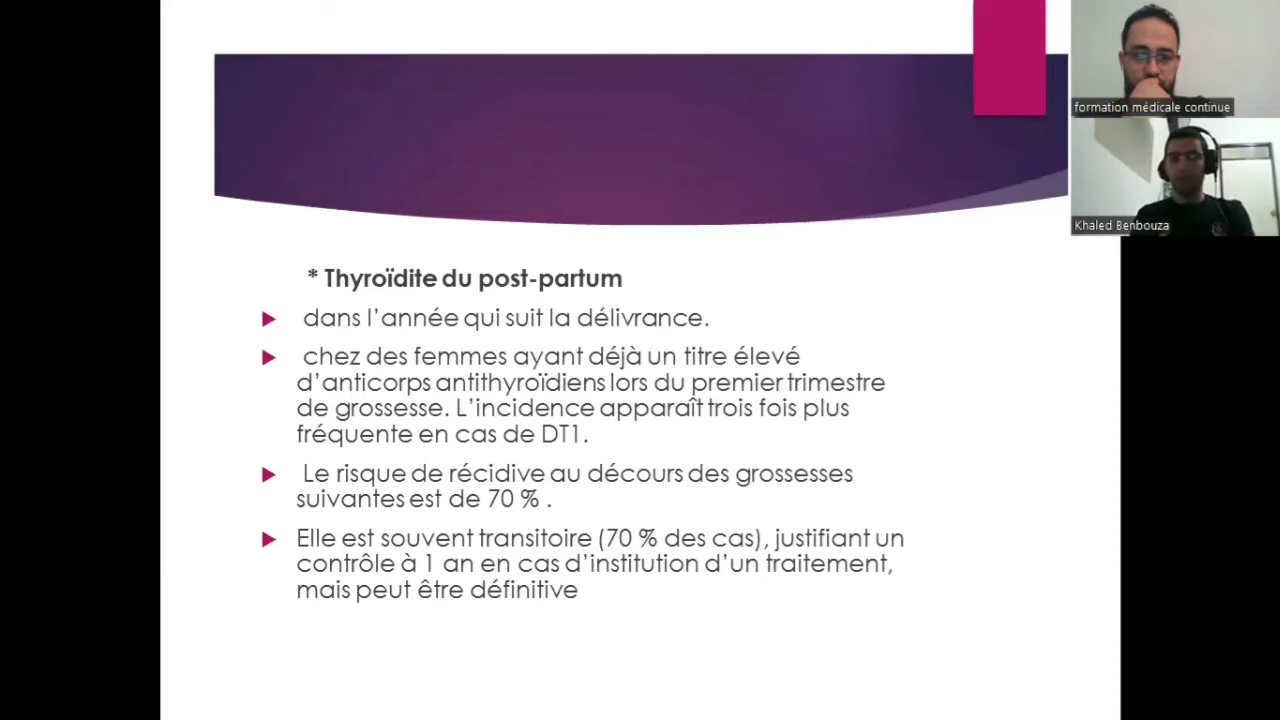 formation médicale continue
Khaled Benbouza
* Thyroïdite du post-partum
dans l’année qui suit la délivrance.
chez des femmes ayant déjà un titre élevé
d’anticorps antithyroïdiens lors du premier trimestre
de grossesse. L’incidence apparaît trois fois plus
fréquente en cas de DT1.
Le risque de récidive au décours des grossesses
suivantes est de 70 % .
Elle est souvent transitoire (70 % des cas), justifiant un
contrôle à 1 an en cas d’institution d’un traitement,
mais peut être définitive